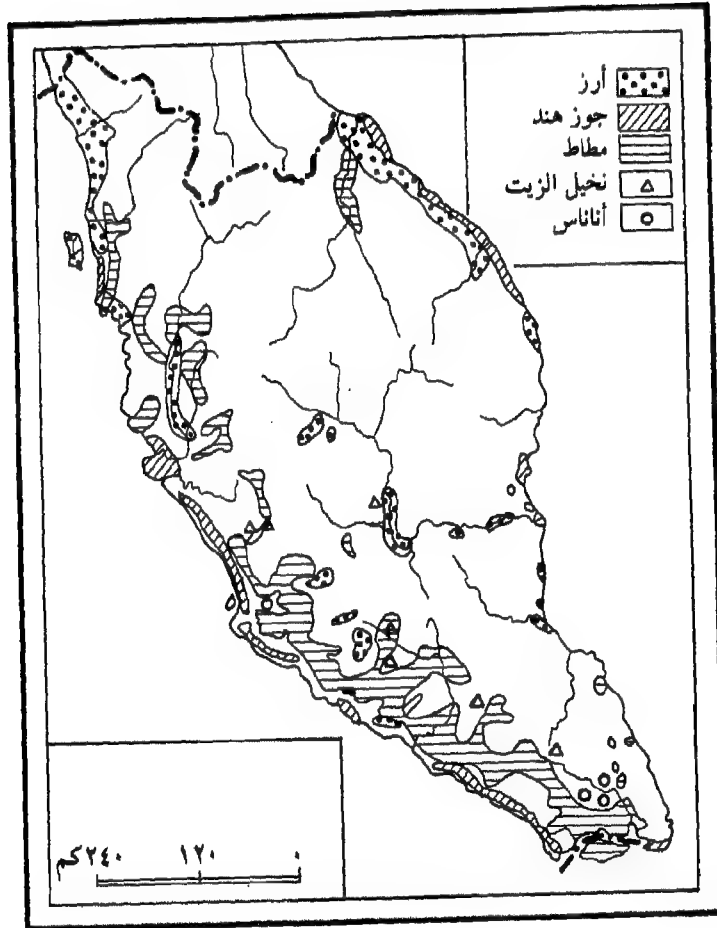 أرز
جوز هند
مطاط
نخيل الزيت
أناناس
٠ ١٢٠ ٢٤٠كم